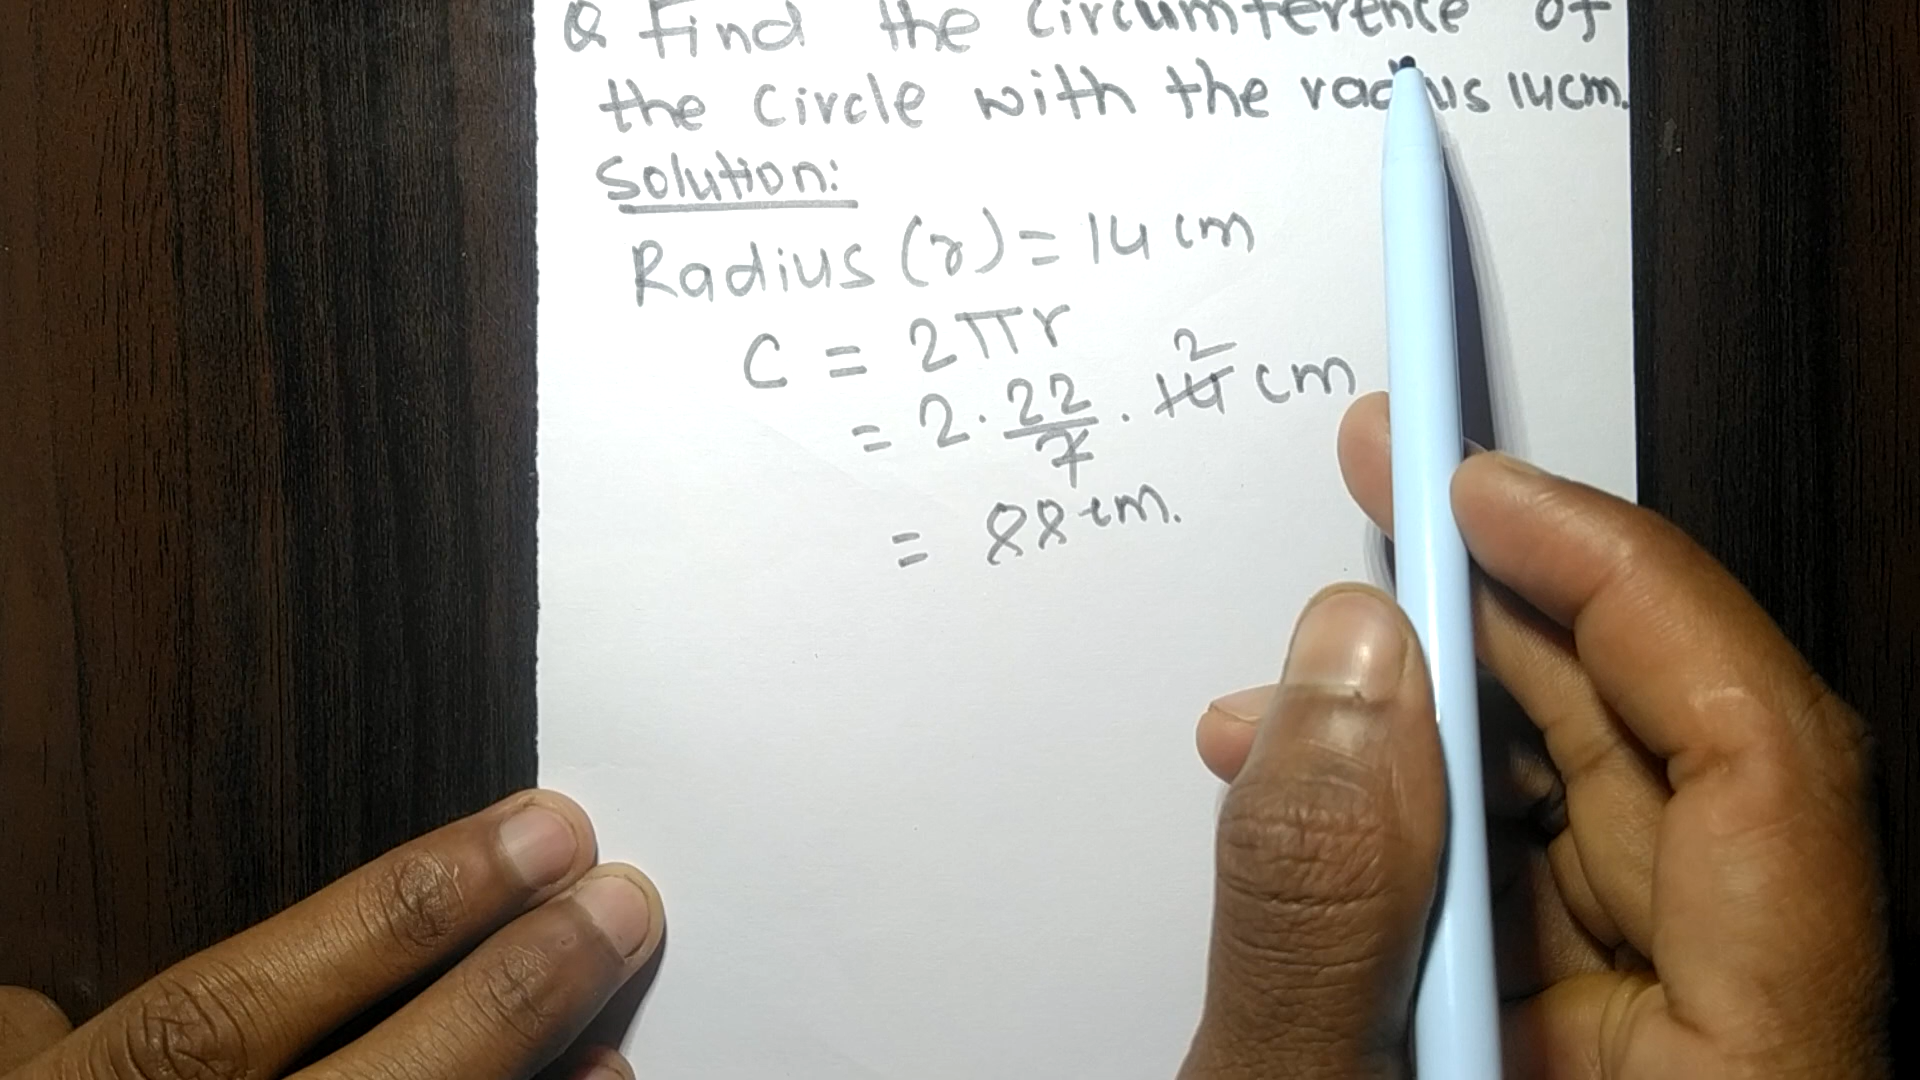 Q Find the Circumference of
the Circle with the radius 14cm.
Solution:
Radius (r) = 14 cm
C = 2πr
= 2 . 22/7 . 14 cm 2
= 88 cm.